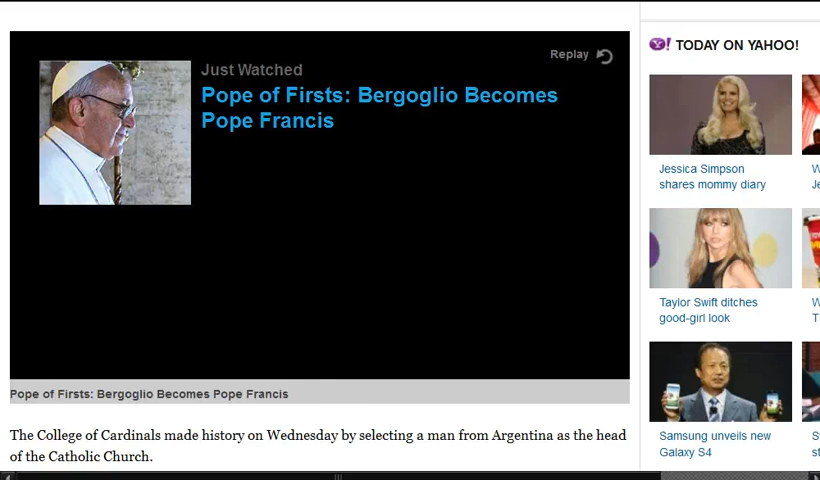 Replay
Just Watched
Pope of Firsts: Bergoglio Becomes
Pope Francis
Pope of Firsts: Bergoglio Becomes Pope Francis
The College of Cardinals made history on Wednesday by selecting a man from Argentina as the head
of the Catholic Church.
Y! TODAY ON YAHOO!
Jessica Simpson
shares mommy diary
W
Je
Taylor Swift ditches
good-girl look
W
T
Samsung unveils new
Galaxy S4
S
st